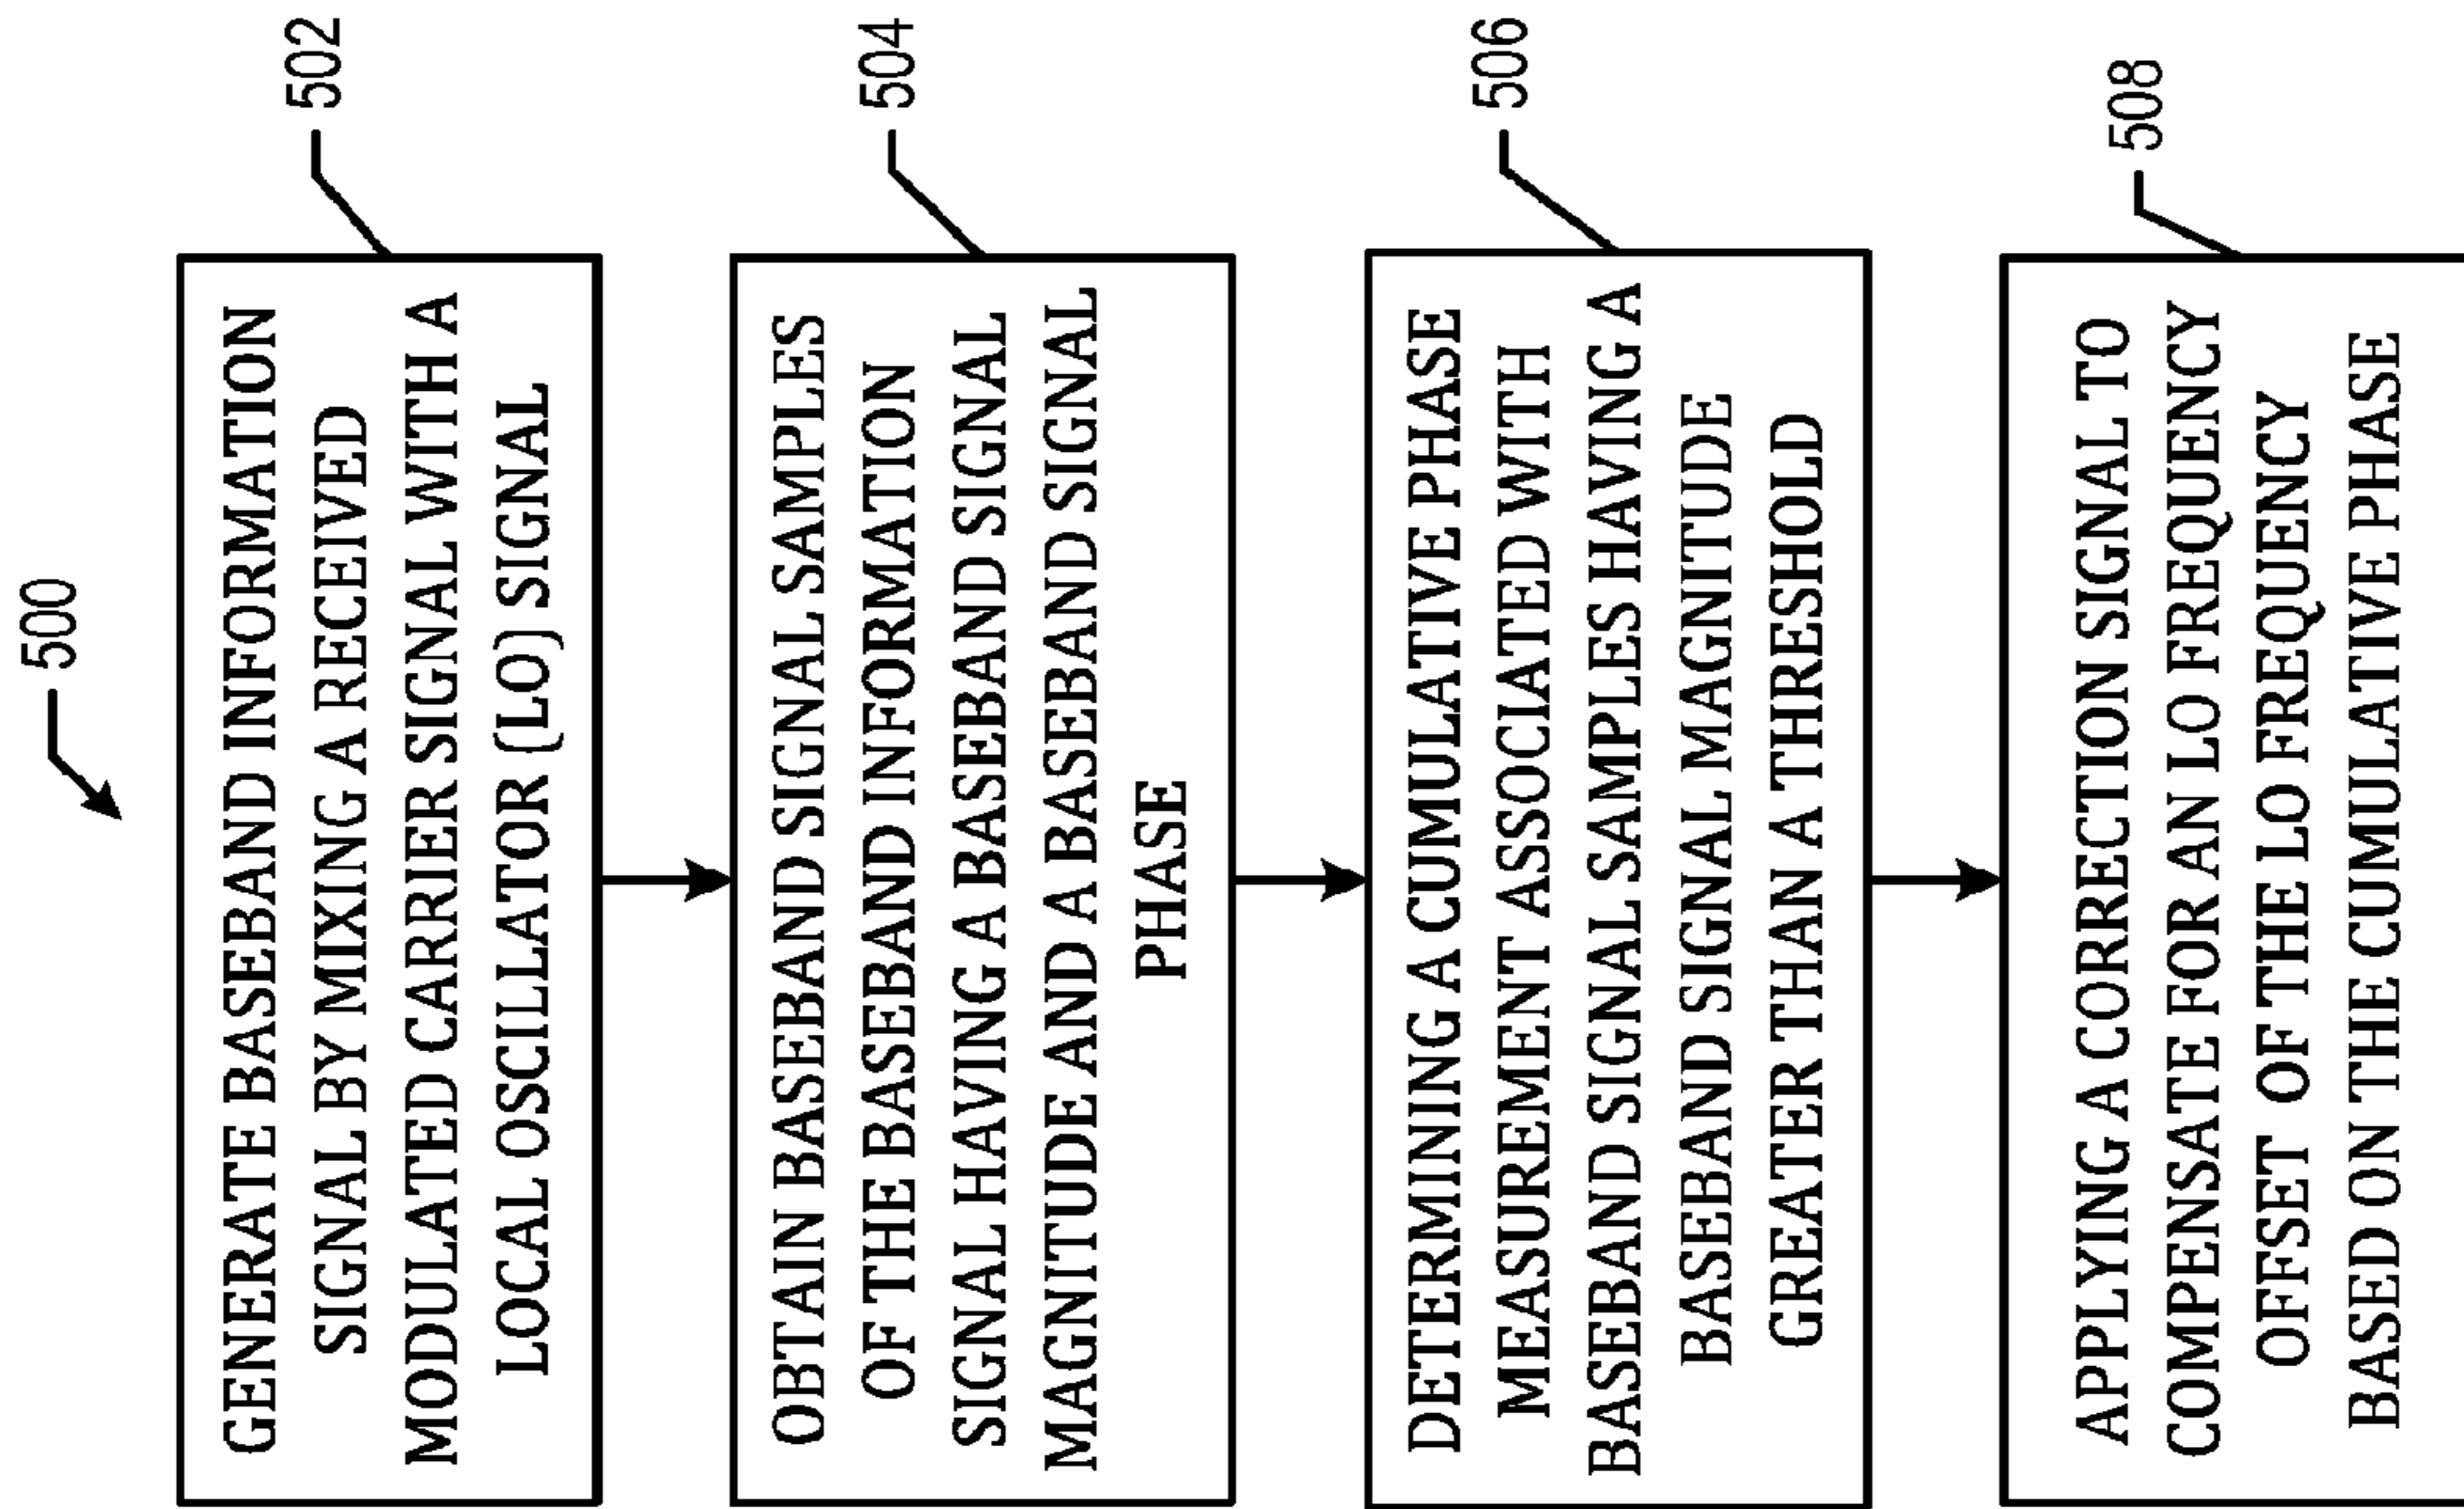 500
GENERATE BASEBAND INFORMATION
SIGNAL BY MIXING A RECEIVED
MODULATED CARRIER SIGNAL WITH A
LOCAL LOSCILLATOR (LO) SIGNAL
502
OBTAIN BASEBAND SIGNAL SAMPLES
OF THE BASEBAND INFORMATION
SIGNAL HAVING A BASEBAND SIGNAL
MAGNITUDE AND A BASEBAND SIGNAL
PHASE
504
DETERMINING A CUMULATIVE PHASE
MEASUREMENT ASSOCIATED WITH
BASEBAND SIGNAL SAMPLES HAVING A
BASEBAND SIGNAL MAGNITUDE
GREATER THAN A THRESHOLD
506
APPLYING A CORRECTION SIGNAL TO
COMPENSATE FOR AN LO FREQUENCY
OFFSET OF THE LO FREQUENCY
BASED ON THE CUMULATIVE PHASE
508